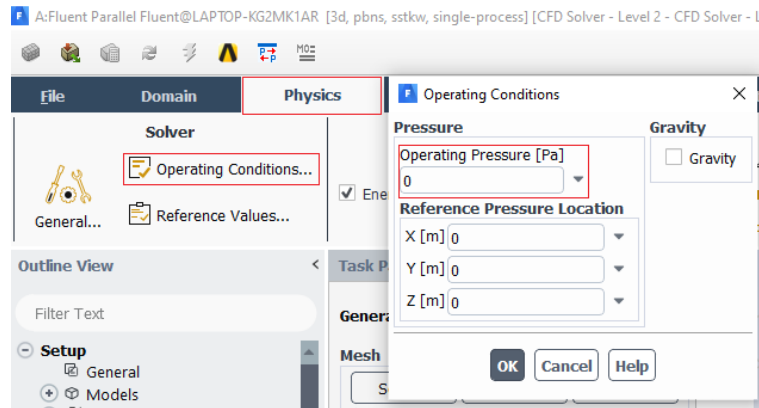 A:Fluent Parallel Fluent@LAPTOP-KG2MK1AR [3d, pbns, sstkw, single-process] [CFD Solver - Level 2 - CFD Solver - L
File Domain Physics
Solver
Operating Conditions...
General...
Reference Values...
Ene
Outline View
Task P
Filter Text
Setup
General
Models
Genera
Mesh
S
Operating Conditions
Pressure
Operating Pressure [Pa]
0
Reference Pressure Location
X [m] 0
Y [m] 0
Z [m] 0
Gravity
Gravity
OK Cancel Help